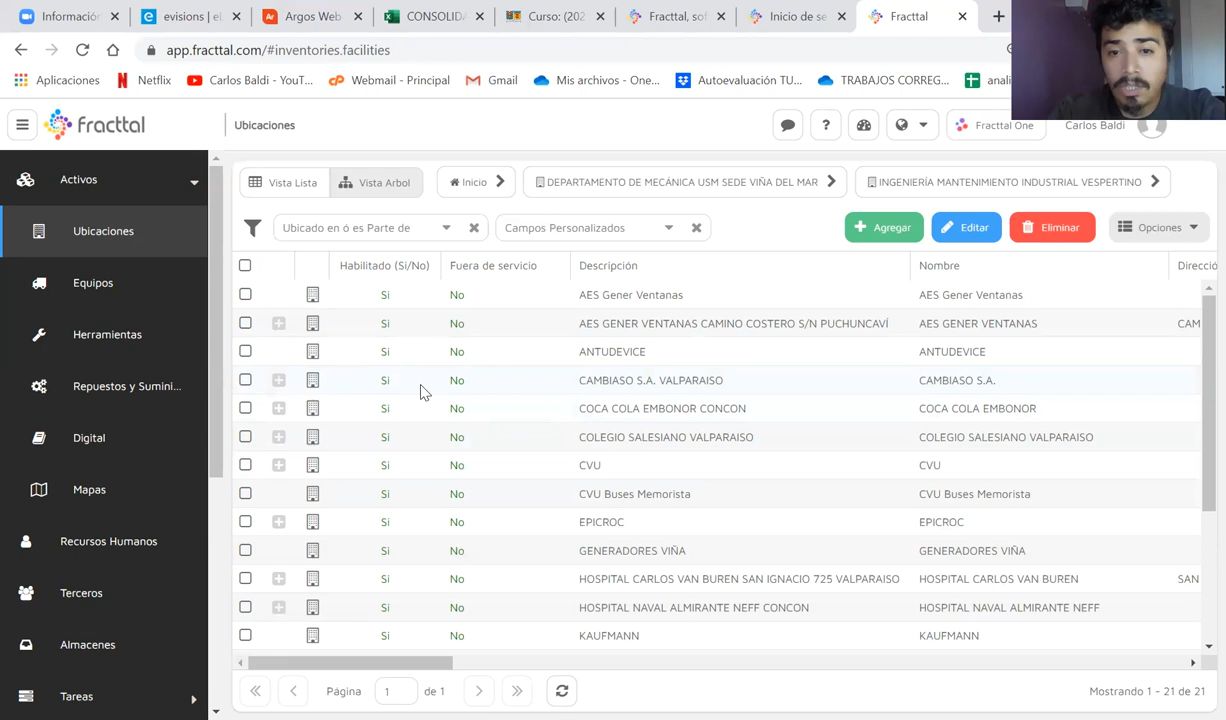 Información
evisions | el
Argos Web
CONSOLIDA
Curso: (202
Fracttal, sol
Inicio de se
Fracttal
app.fracttal.com/#inventories.facilities
Aplicaciones
Netflix
Carlos Baldi - YouT...
Webmail - Principal
Gmail
Mis archivos - One...
Autoevaluación TU...
TRABAJOS CORREG...
anali
fracttal
Ubicaciones
?
Fracttal One
Carlos Baldi
Activos
Ubicaciones
Equipos
Herramientas
Repuestos y Sumini...
Digital
Mapas
Recursos Humanos
Terceros
Almacenes
Tareas
Vista Lista
Vista Arbol
Inicio
DEPARTAMENTO DE MECÁNICA USM SEDE VIÑA DEL MAR
INGENIERÍA MANTENIMIENTO INDUSTRIAL VESPERTINO
Ubicado en ó es Parte de
Campos Personalizados
Agregar
Editar
Eliminar
Opciones
Habilitado (Si/No) Fuera de servicio Descripción Nombre Direcció
Si No AES Gener Ventanas AES Gener Ventanas
Si No AES GENER VENTANAS CAMINO COSTERO S/N PUCHUNCAVÍ AES GENER VENTANAS CAM
Si No ANTUDEVICE ANTUDEVICE
Si No CAMBIASO S.A. VALPARAISO CAMBIASO S.A.
Si No COCA COLA EMBONOR CONCON COCA COLA EMBONOR
Si No COLEGIO SALESIANO VALPARAISO COLEGIO SALESIANO VALPARAISO
Si No CVU CVU
Si No CVU Buses Memorista CVU Buses Memorista
Si No EPICROC EPICROC
Si No GENERADORES VIÑA GENERADORES VIÑA
Si No HOSPITAL CARLOS VAN BUREN SAN IGNACIO 725 VALPARAISO HOSPITAL CARLOS VAN BUREN SAN
Si No HOSPITAL NAVAL ALMIRANTE NEFF CONCON HOSPITAL NAVAL ALMIRANTE NEFF
Si No KAUFMANN KAUFMANN
Página 1 de 1
Mostrando 1 - 21 de 21